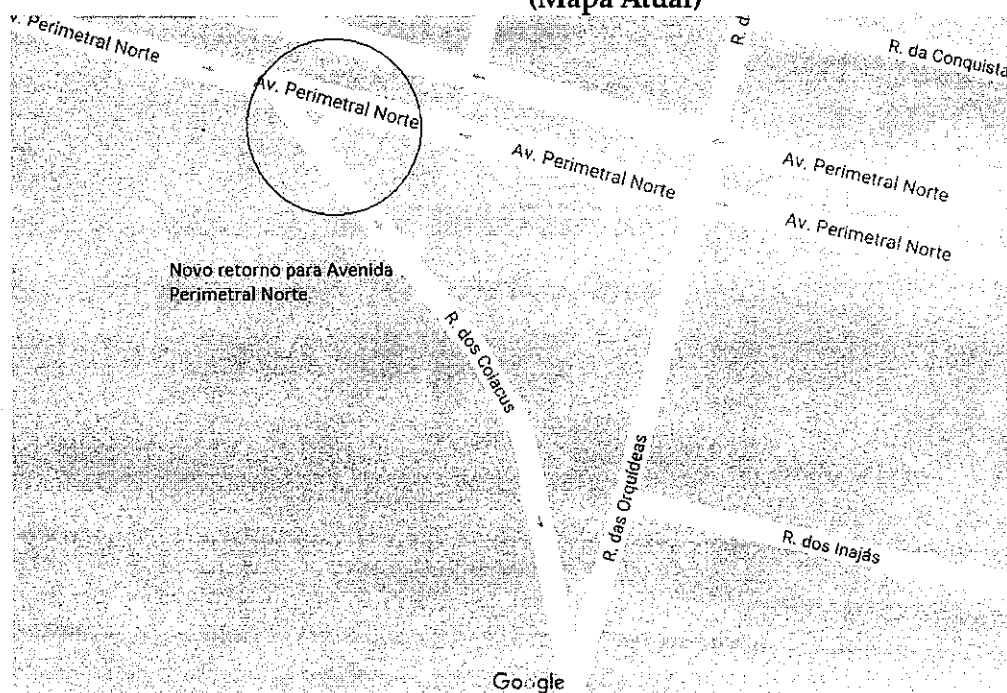 (Mapa Atual)
v. Perimetral Norte
R. da Conquista
Av. Perimetral Norte
Av. Perimetral Norte
Av. Perimetral Norte
Av. Perimetral Norte
Novo retorno para Avenida
Perimetral Norte
R. dos Coiacus
R. das Orquídeas
R. dos Inajás
Google